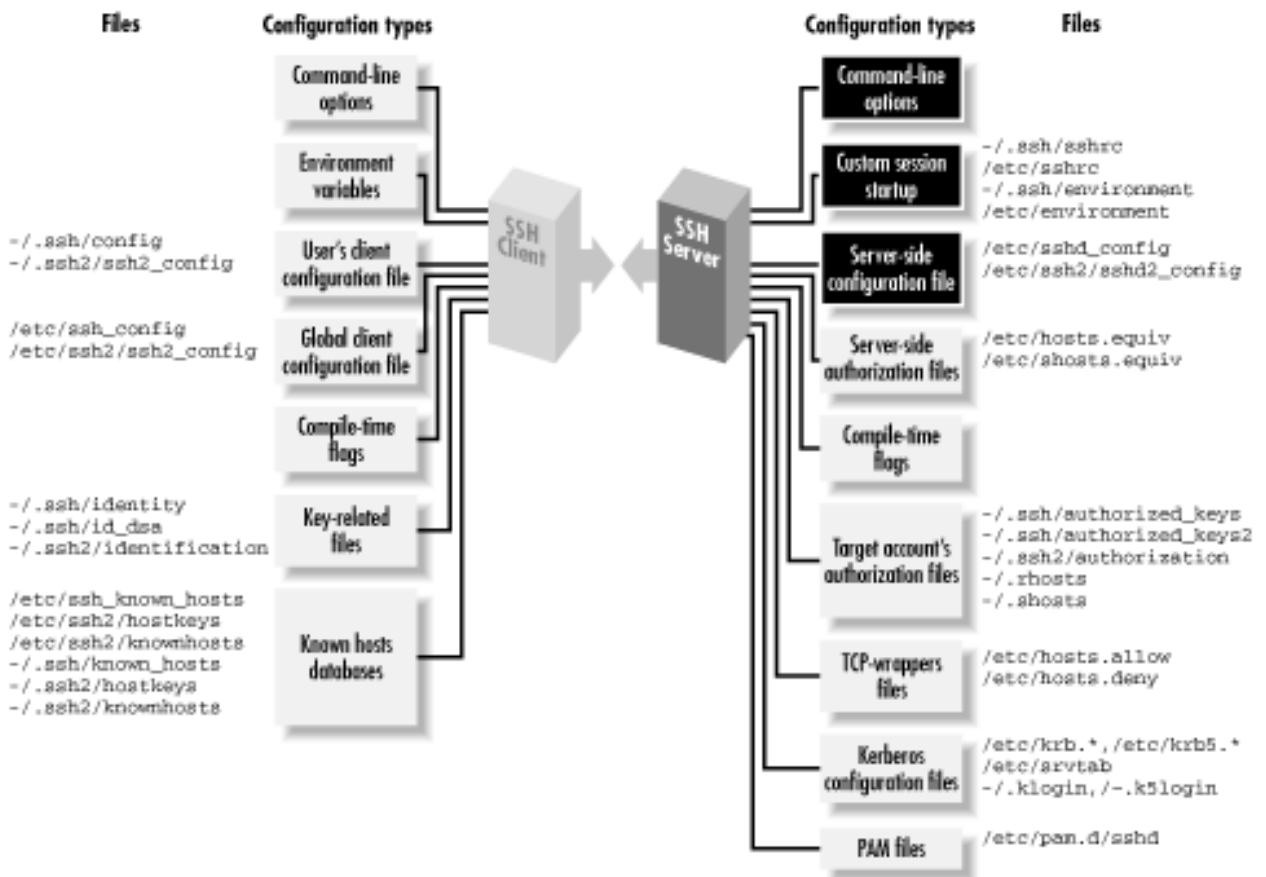 Files
Configuration types
Command-line
options
Environment
variables
-/.ssh/config
-/.ssh2/ssh2_config
User's client
configuration file
/etc/ssh_config
/etc/ssh2/ssh2_config
Global client
configuration file
Compile-time
flags
-/.ssh/identity
-/.ssh/id_dsa
-/.ssh2/identification
Key-related
files
/etc/ssh_known_hosts
/etc/ssh2/hostkeys
/etc/ssh2/knownhosts
-/.ssh/known_hosts
-/.ssh2/hostkeys
-/.ssh2/knownhosts
Known hosts
databases
SSH
Client
SSH
Server
Configuration types
Files
Command-line
options
Custom session
startup
-/.ssh/sshrc
/etc/sshrc
-/.ssh/environment
/etc/environment
Server-side
configuration file
/etc/sshd_config
/etc/ssh2/sshd2_config
Server-side
authorization files
/etc/hosts.equiv
/etc/shosts.equiv
Compile-time
flags
Target account's
authorization files
-/.ssh/authorized_keys
-/.ssh/authorized_keys2
-/.ssh2/authorization
-/.rhosts
-/.shosts
TCP-wrappers
files
/etc/hosts.allow
/etc/hosts.deny
Kerberos
configuration files
/etc/krb.*,/etc/krb5.*
/etc/srvtab
-/.klogin,/-.k5login
PAM files
/etc/pam.d/sshd